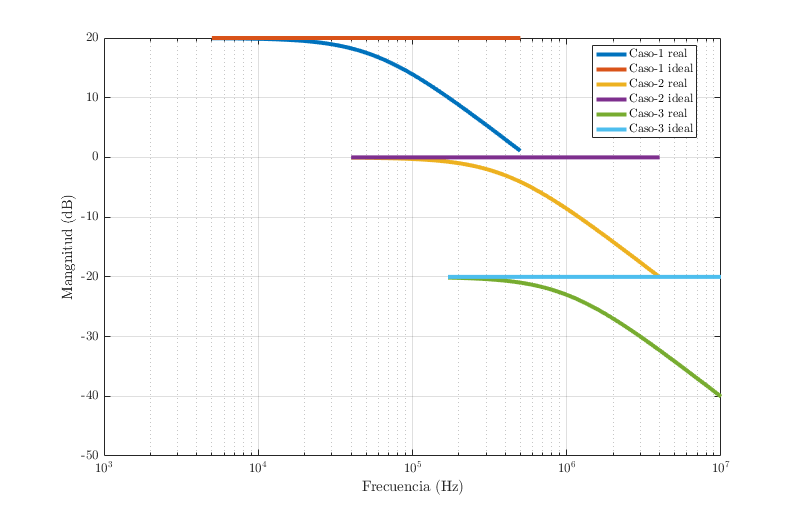 20
10
0
-10
-20
-30
-40
-50
Mangnitud (dB)
10^3
10^4
10^5
10^6
10^7
Frecuencia (Hz)
Caso-1 real
Caso-1 ideal
Caso-2 real
Caso-2 ideal
Caso-3 real
Caso-3 ideal